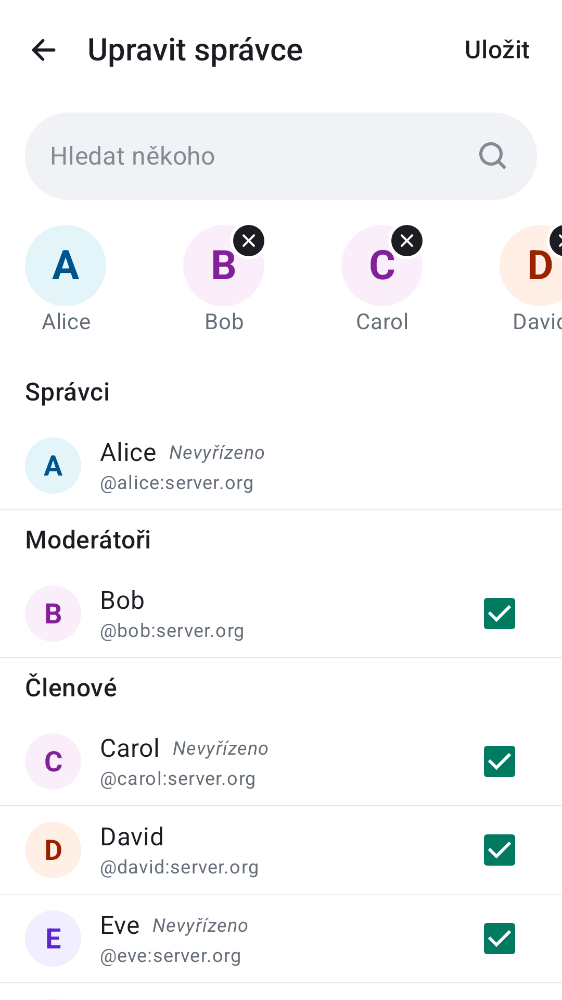 Upravit správce
Uložit
Hledat někoho
A
B
C
D
Alice
Bob
Carol
Správci
A
Alice Nevyřízeno
@alice:server.org
Moderátoři
B
Bob
@bob:server.org
Členové
C
Carol Nevyřízeno
@carol:server.org
D
David
@david:server.org
E
Eve Nevyřízeno
@eve:server.org